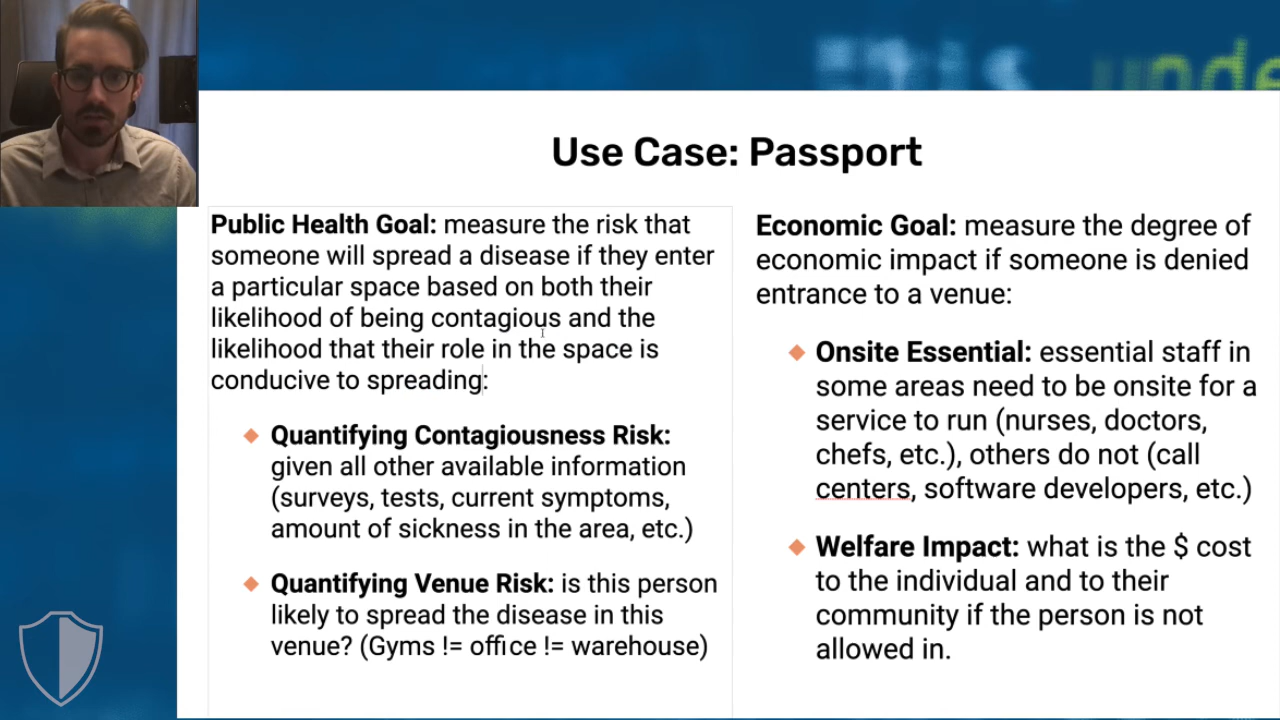 unde
Use Case: Passport
Public Health Goal: measure the risk that
someone will spread a disease if they enter
a particular space based on both their
likelihood of being contagious and the
likelihood that their role in the space is
conducive to spreading:
◆ Quantifying Contagiousness Risk:
given all other available information
(surveys, tests, current symptoms,
amount of sickness in the area, etc.)
◆ Quantifying Venue Risk: is this person
likely to spread the disease in this
venue? (Gyms != office != warehouse)
Economic Goal: measure the degree of
economic impact if someone is denied
entrance to a venue:
◆ Onsite Essential: essential staff in
some areas need to be onsite for a
service to run (nurses, doctors,
chefs, etc.), others do not (call
centers, software developers, etc.)
◆ Welfare Impact: what is the $ cost
to the individual and to their
community if the person is not
allowed in.